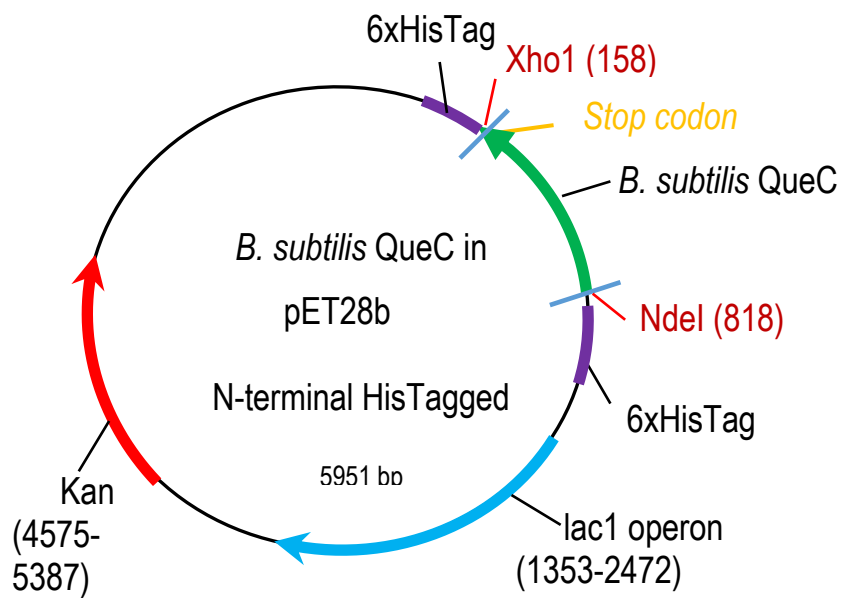 6xHisTag
Xho1 (158)
Stop codon
B. subtilis QueC
B. subtilis QueC in
pET28b
NdeI (818)
N-terminal HisTagged
6xHisTag
5951 bp
Kan
(4575-
5387)
lac1 operon
(1353-2472)